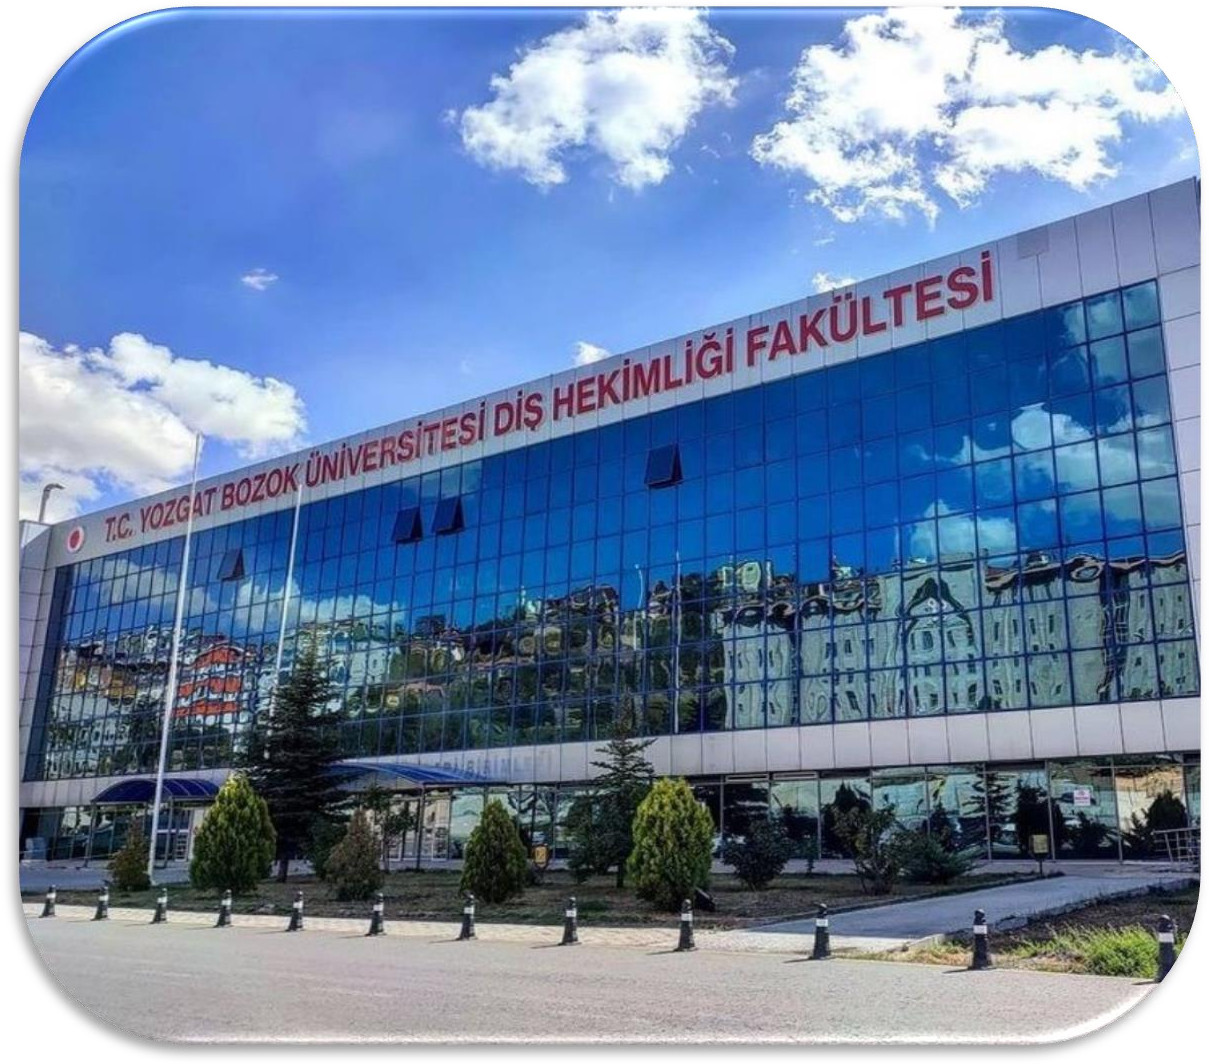 T.C. YOZGAT BOZOK ÜNİVERSİTESİ DİŞ HEKİMLİĞİ FAKÜLTESİ